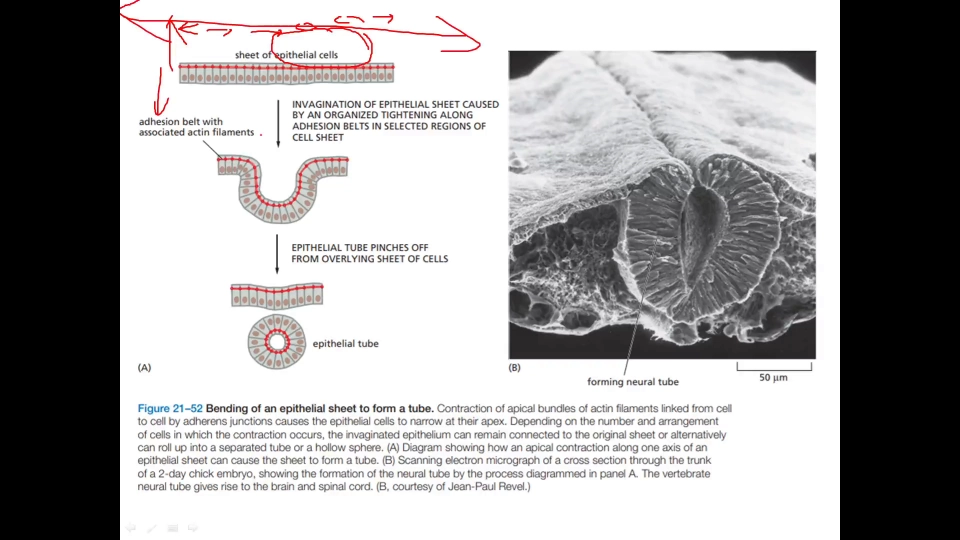 sheet of epithelial cells
INVAGINATION OF EPITHELIAL SHEET CAUSED
BY AN ORGANIZED TIGHTENING ALONG
ADHESION BELTS IN SELECTED REGIONS OF
CELL SHEET
adhesion belt with
associated actin filaments
EPITHELIAL TUBE PINCHES OFF
FROM OVERLYING SHEET OF CELLS
epithelial tube
(A)
(B)
forming neural tube
50 μm
Figure 21–52 Bending of an epithelial sheet to form a tube. Contraction of apical bundles of actin filaments linked from cell
to cell by adherens junctions causes the epithelial cells to narrow at their apex. Depending on the number and arrangement
of cells in which the contraction occurs, the invaginated epithelium can remain connected to the original sheet or alternatively
can roll up into a separated tube or a hollow sphere. (A) Diagram showing how an apical contraction along one axis of an
epithelial sheet can cause the sheet to form a tube. (B) Scanning electron micrograph of a cross section through the trunk
of a 2-day chick embryo, showing the formation of the neural tube by the process diagrammed in panel A. The vertebrate
neural tube gives rise to the brain and spinal cord. (B, courtesy of Jean-Paul Revel.)